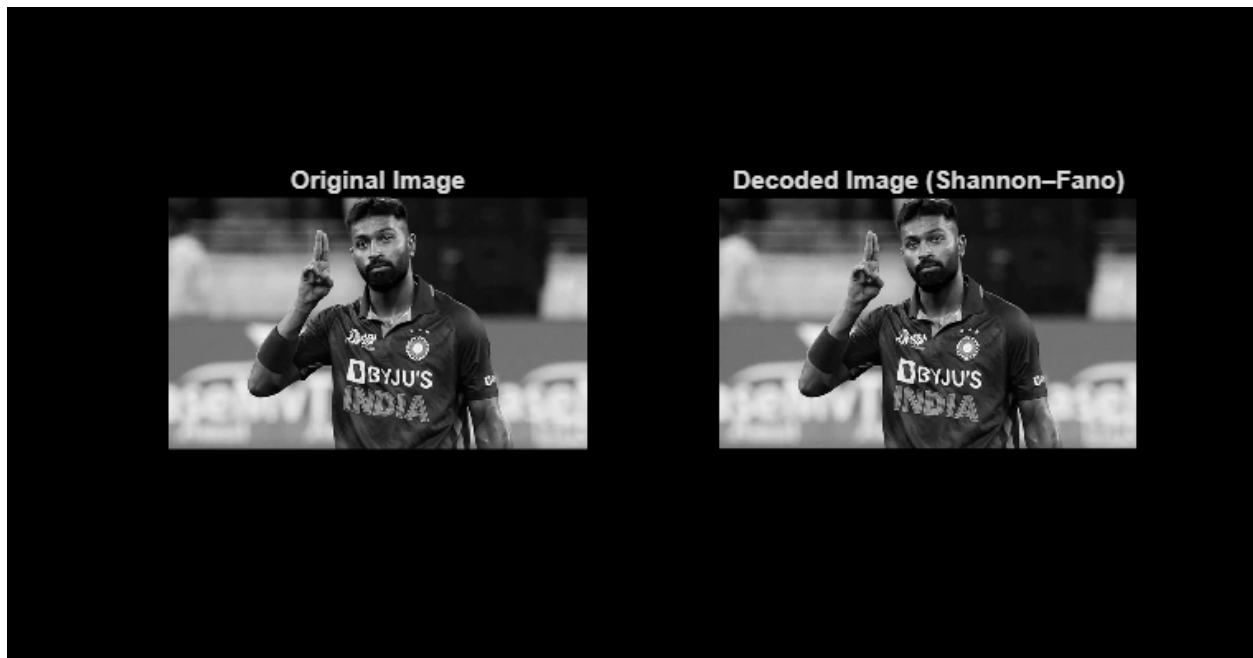 Original Image
Decoded Image (Shannon–Fano)
BYJU'S
INDIA
BYJU'S
INDIA